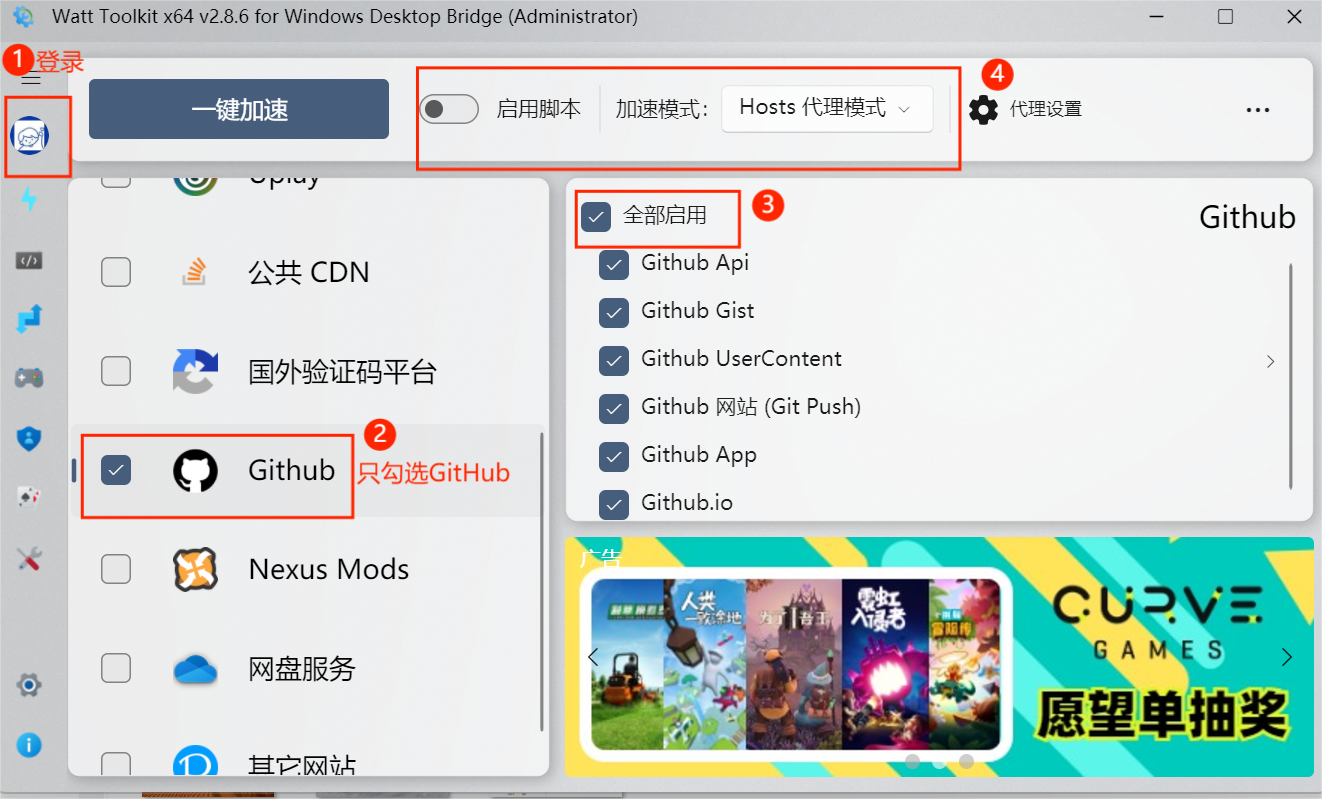 Watt Toolkit x64 v2.8.6 for Windows Desktop Bridge (Administrator)
1 登录
一键加速
启用脚本
加速模式:
Hosts 代理模式
4
代理设置
Uplay
公共 CDN
国外验证码平台
2
Github
只勾选GitHub
Nexus Mods
网盘服务
其它网站
全部启用
3
Github
Github Api
Github Gist
Github UserContent
Github 网站 (Git Push)
Github App
Github.io
广告
人类
一败涂地
为了吾王
霓虹
入侵者
冒险传
CURVE
GAMES
愿望单抽奖